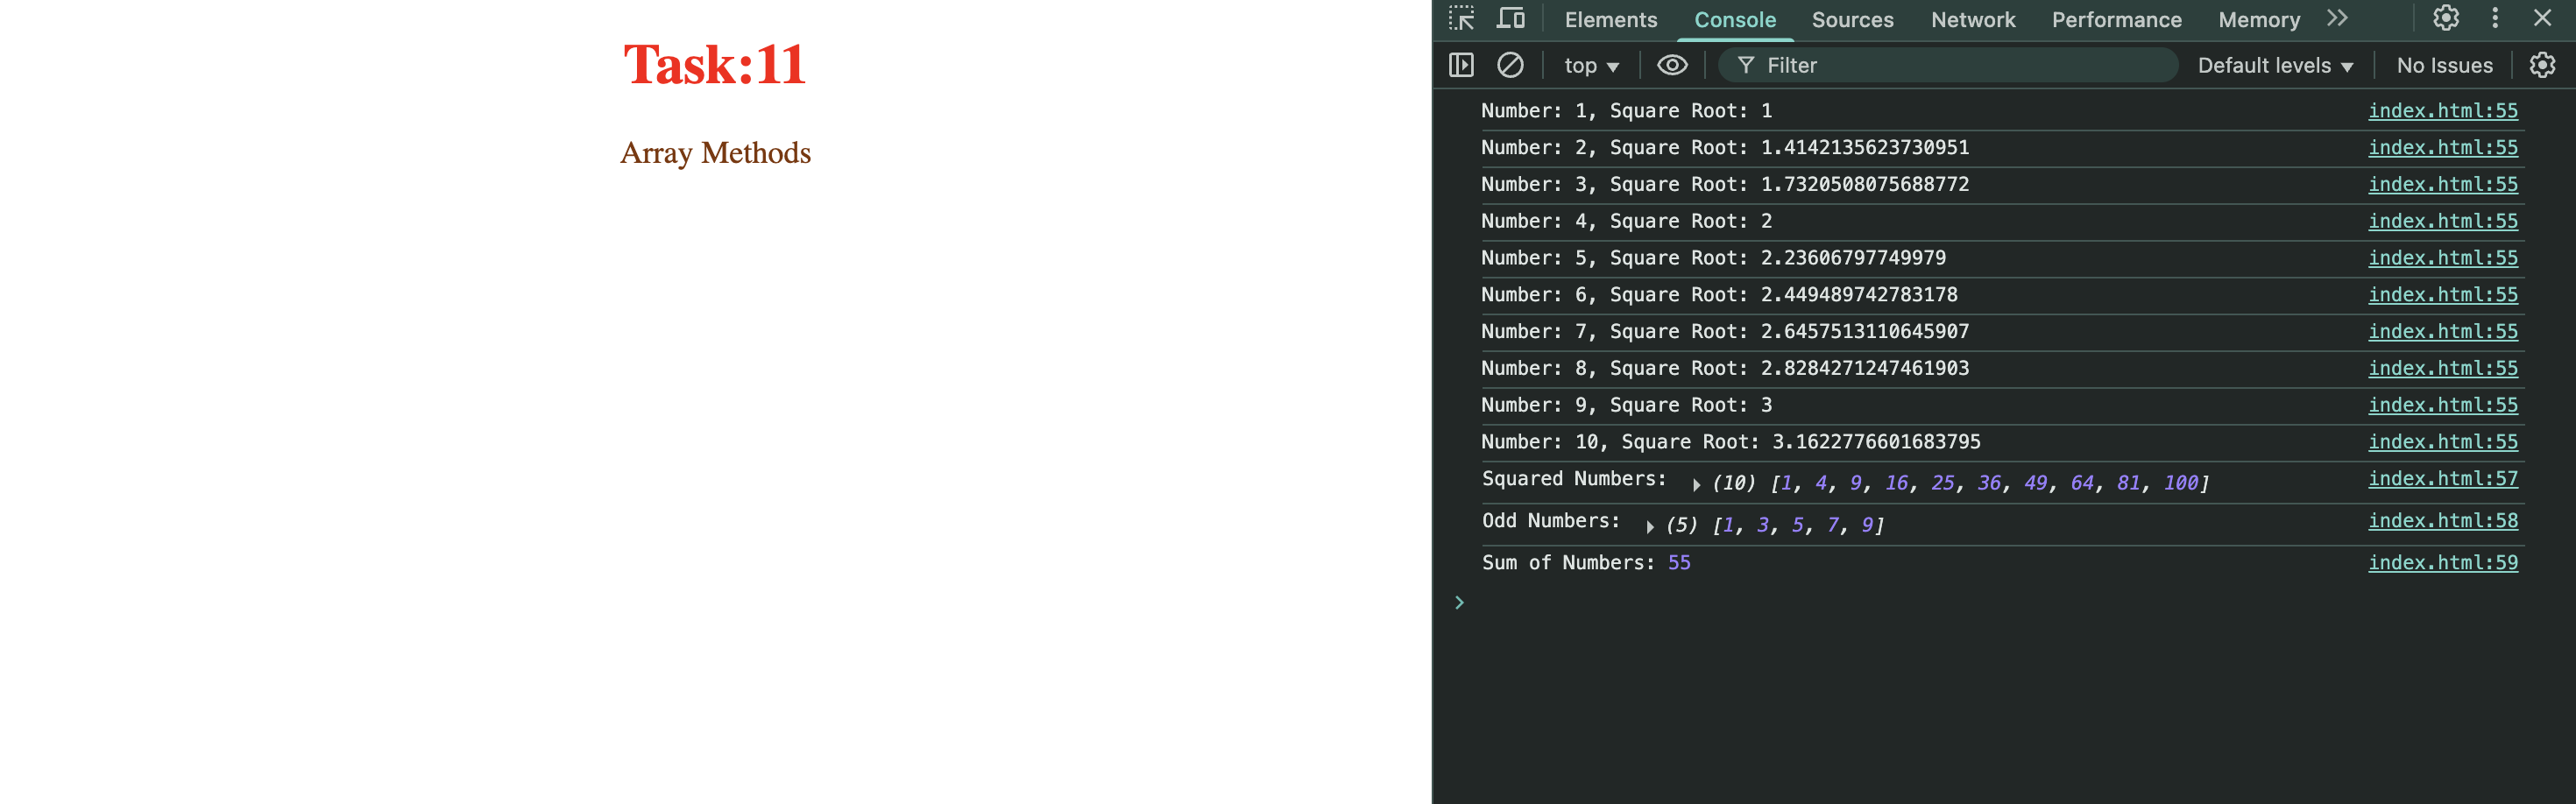 Task:11
Array Methods
Elements Console Sources Network Performance Memory
top Filter Default levels No Issues
Number: 1, Square Root: 1 index.html:55
Number: 2, Square Root: 1.4142135623730951 index.html:55
Number: 3, Square Root: 1.7320508075688772 index.html:55
Number: 4, Square Root: 2 index.html:55
Number: 5, Square Root: 2.23606797749979 index.html:55
Number: 6, Square Root: 2.449489742783178 index.html:55
Number: 7, Square Root: 2.6457513110645907 index.html:55
Number: 8, Square Root: 2.8284271247461903 index.html:55
Number: 9, Square Root: 3 index.html:55
Number: 10, Square Root: 3.1622776601683795 index.html:55
Squared Numbers: (10) [1, 4, 9, 16, 25, 36, 49, 64, 81, 100] index.html:57
Odd Numbers: (5) [1, 3, 5, 7, 9] index.html:58
Sum of Numbers: 55 index.html:59